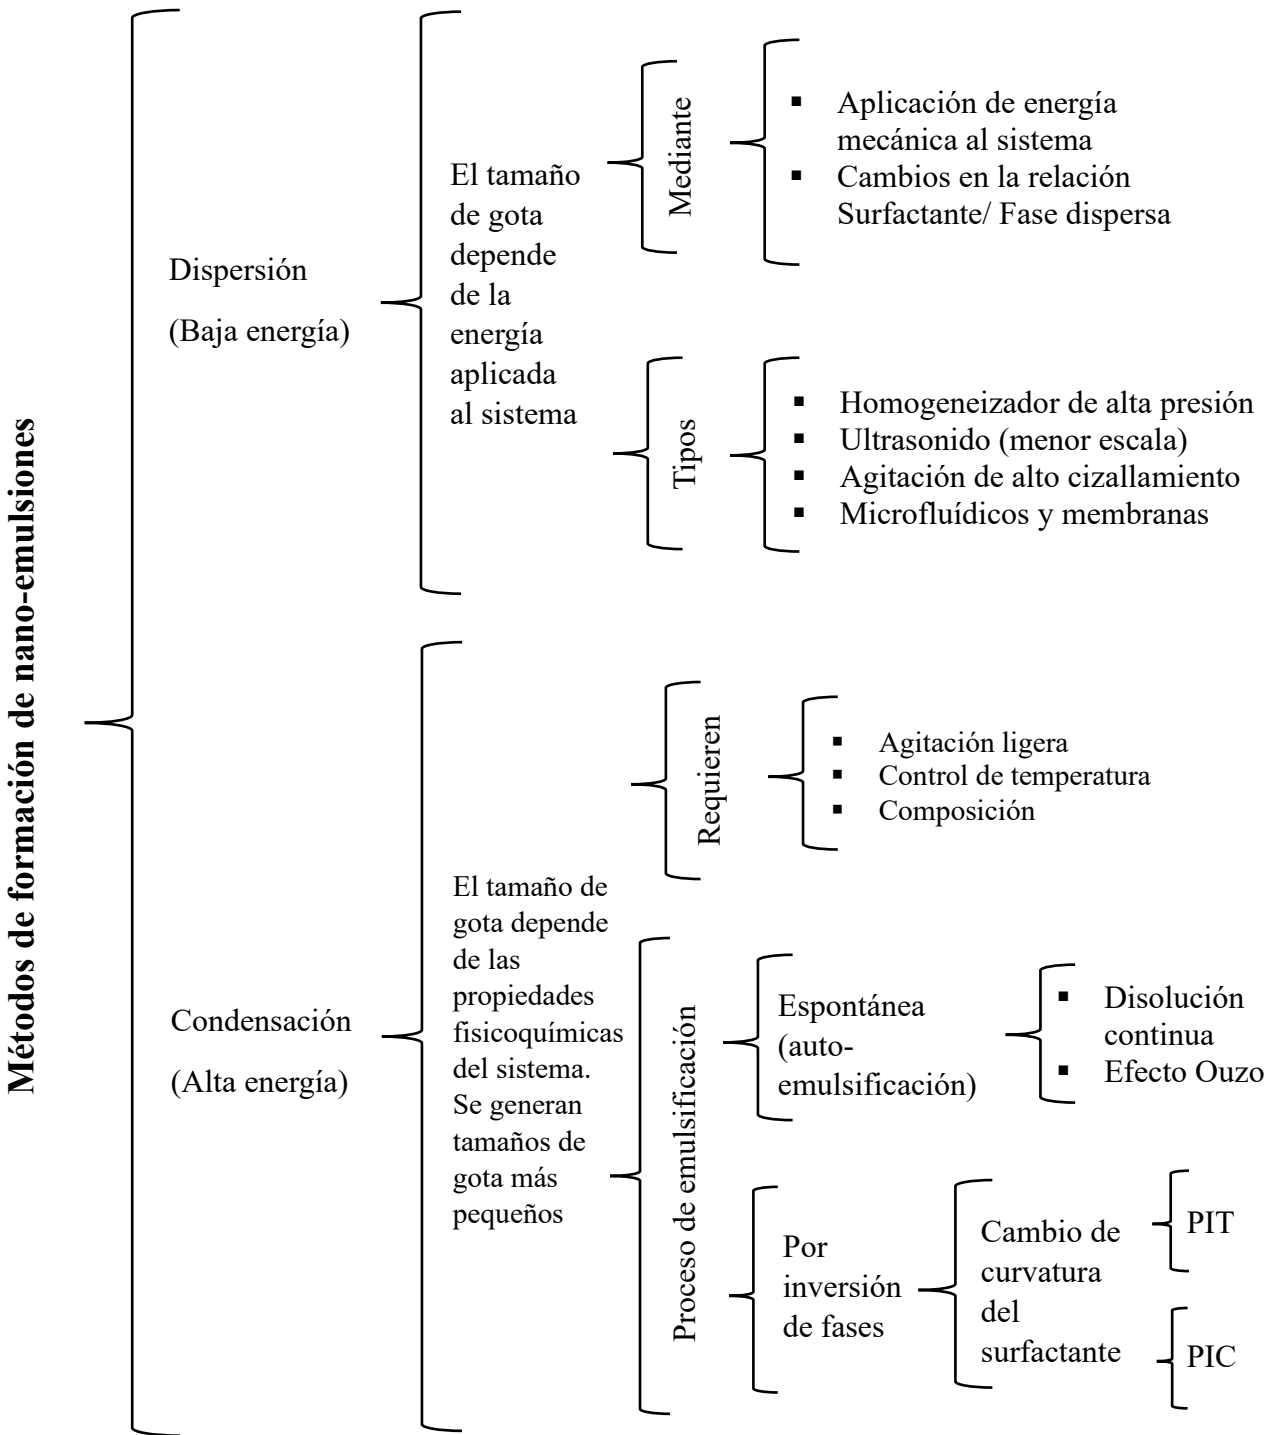 Métodos de formación de nano-emulsiones
Dispersión
(Baja energía)
El tamaño
de gota
depende
de la
energía
aplicada
al sistema
Mediante
▪ Aplicación de energía
mecánica al sistema
▪ Cambios en la relación
Surfactante/ Fase dispersa
Tipos
▪ Homogeneizador de alta presión
▪ Ultrasonido (menor escala)
▪ Agitación de alto cizallamiento
▪ Microfluídicos y membranas
Condensación
(Alta energía)
El tamaño de
gota depende
de las
propiedades
fisicoquímicas
del sistema.
Se generan
tamaños de
gota más
pequeños
Requieren
▪ Agitación ligera
▪ Control de temperatura
▪ Composición
Proceso de emulsificación
Espontánea
(auto-
emulsificación)
▪ Disolución
continua
▪ Efecto Ouzo
Por
inversión
de fases
Cambio de
curvatura
del
surfactante
PIT
PIC